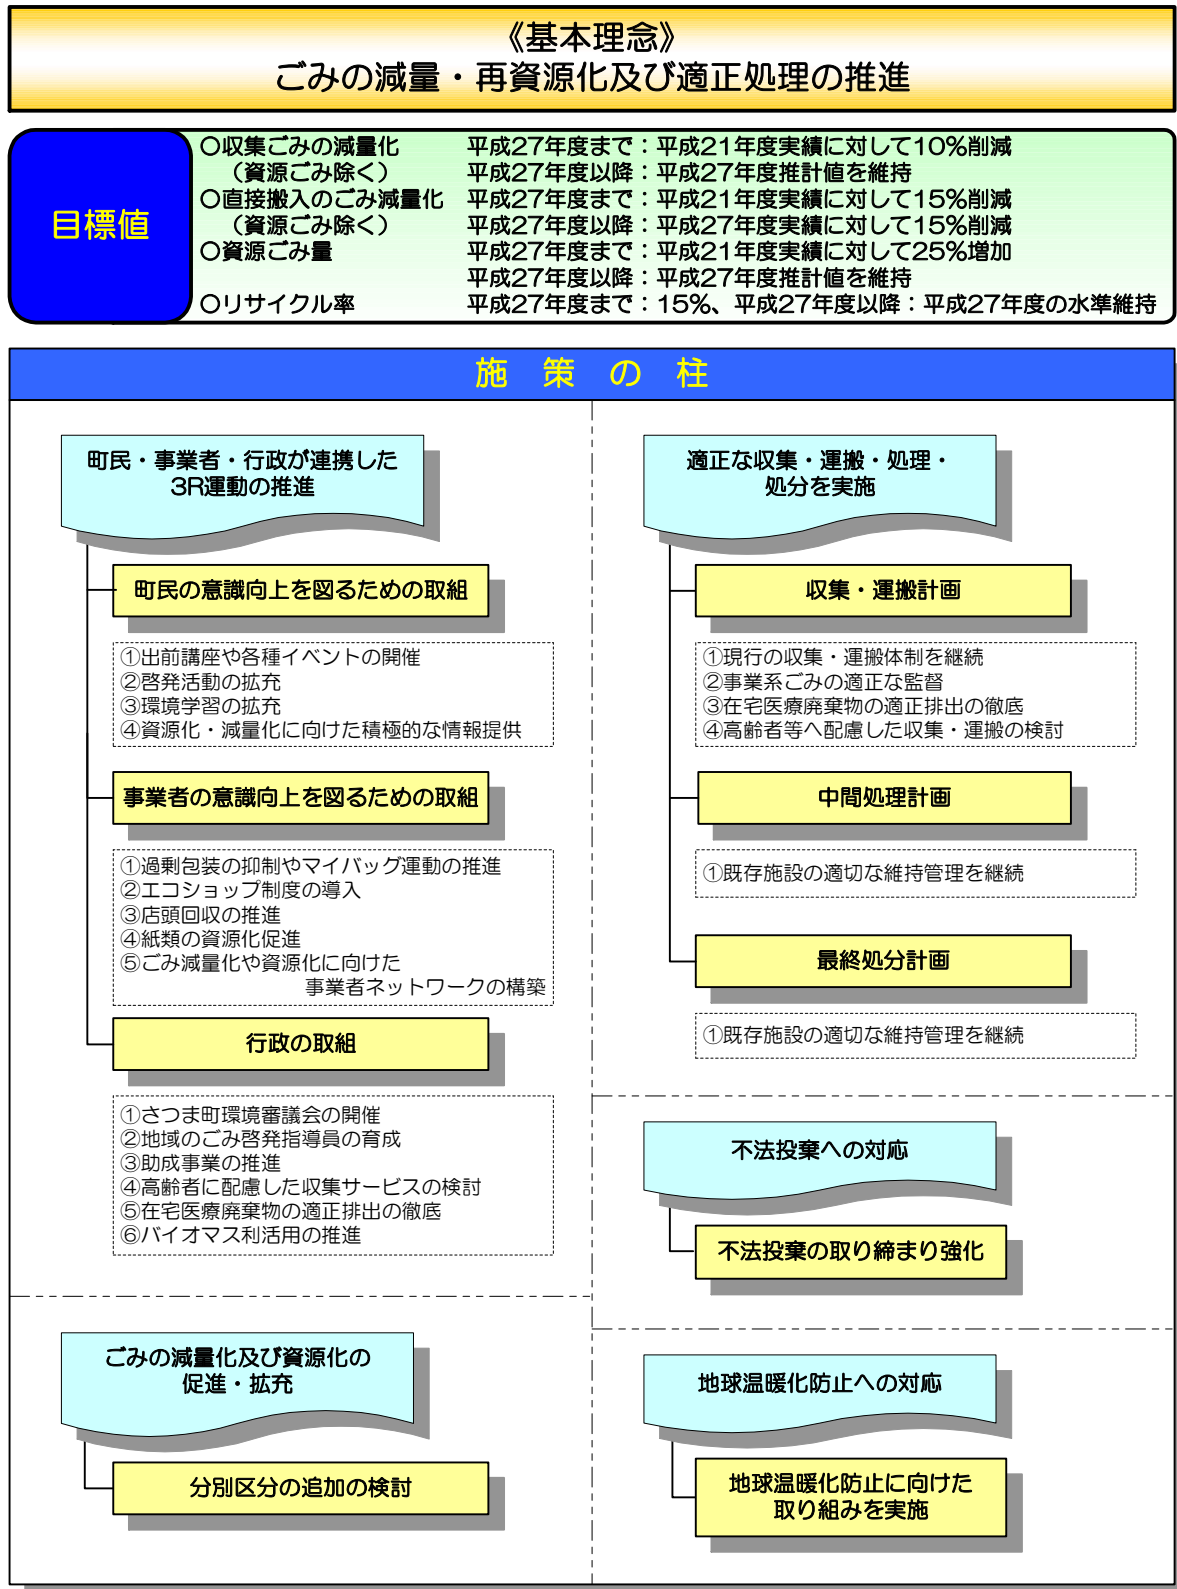 《基本理念》
ごみの減量・再資源化及び適正処理の推進
目標値
〇収集ごみの減量化　平成27年度まで：平成21年度実績に対して10%削減
（資源ごみ除く）　平成27年度以降：平成27年度推計値を維持
〇直接搬入のごみ減量化　平成27年度まで：平成21年度実績に対して15%削減
（資源ごみ除く）　平成27年度以降：平成27年度実績に対して15%削減
〇資源ごみ量　平成27年度まで：平成21年度実績に対して25%増加
平成27年度以降：平成27年度推計値を維持
〇リサイクル率　平成27年度まで：15%、平成27年度以降：平成27年度の水準維持
施　策　の　柱
町民・事業者・行政が連携した
3R運動の推進
町民の意識向上を図るための取組
①出前講座や各種イベントの開催
②啓発活動の拡充
③環境学習の拡充
④資源化・減量化に向けた積極的な情報提供
事業者の意識向上を図るための取組
①過剰包装の抑制やマイバッグ運動の推進
②エコショップ制度の導入
③店頭回収の推進
④紙類の資源化促進
⑤ごみ減量化や資源化に向けた
事業者ネットワークの構築
行政の取組
①さつま町環境審議会の開催
②地域のごみ啓発指導員の育成
③助成事業の推進
④高齢者に配慮した収集サービスの検討
⑤在宅医療廃棄物の適正排出の徹底
⑥バイオマス利活用の推進
ごみの減量化及び資源化の
促進・拡充
分別区分の追加の検討
適正な収集・運搬・処理・
処分を実施
収集・運搬計画
①現行の収集・運搬体制を継続
②事業系ごみの適正な監督
③在宅医療廃棄物の適正排出の徹底
④高齢者等へ配慮した収集・運搬の検討
中間処理計画
①既存施設の適切な維持管理を継続
最終処分計画
①既存施設の適切な維持管理を継続
不法投棄への対応
不法投棄の取り締まり強化
地球温暖化防止への対応
地球温暖化防止に向けた
取り組みを実施